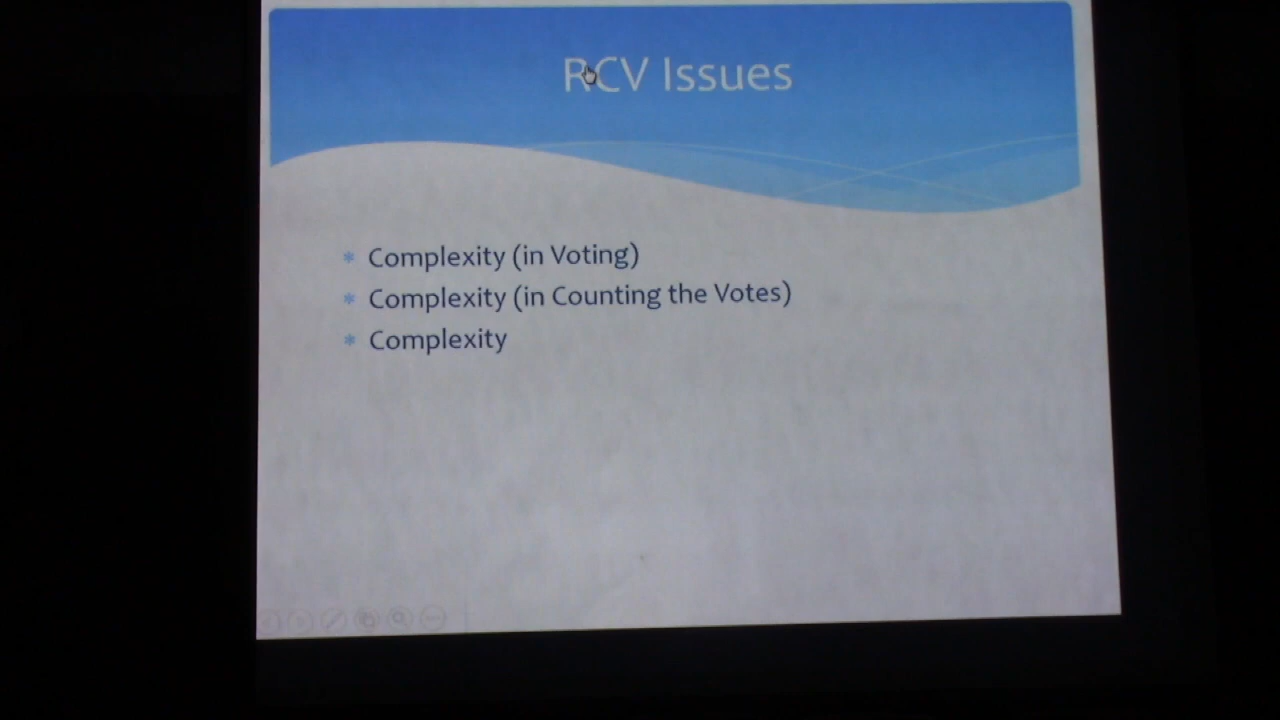 RCV Issues
Complexity (in Voting)
Complexity (in Counting the Votes)
Complexity